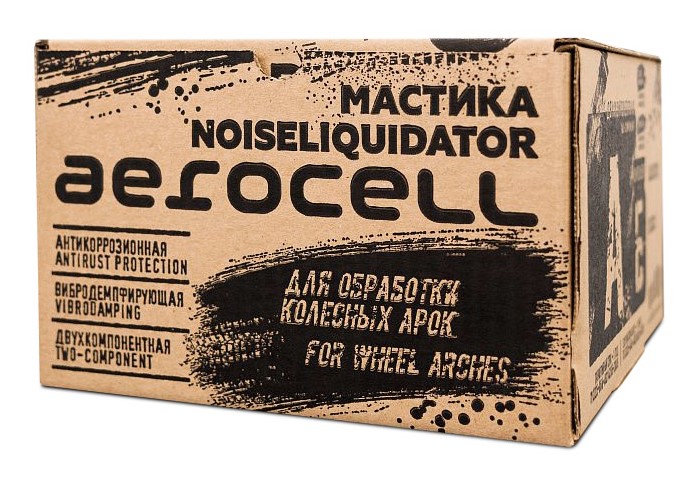 МАСТИКА
NOISELIQUIDATOR
aerocell
АНТИКОРРОЗИОННАЯ
ANTIRUST PROTECTION
ВИБРОДЕМПФИРУЮЩАЯ
VIBRODAMPING
ДВУХКОМПОНЕНТНАЯ
TWO-COMPONENT
ДЛЯ ОБРАБОТКИ
КОЛЕСНЫХ АРОК
FOR WHEEL ARCHES